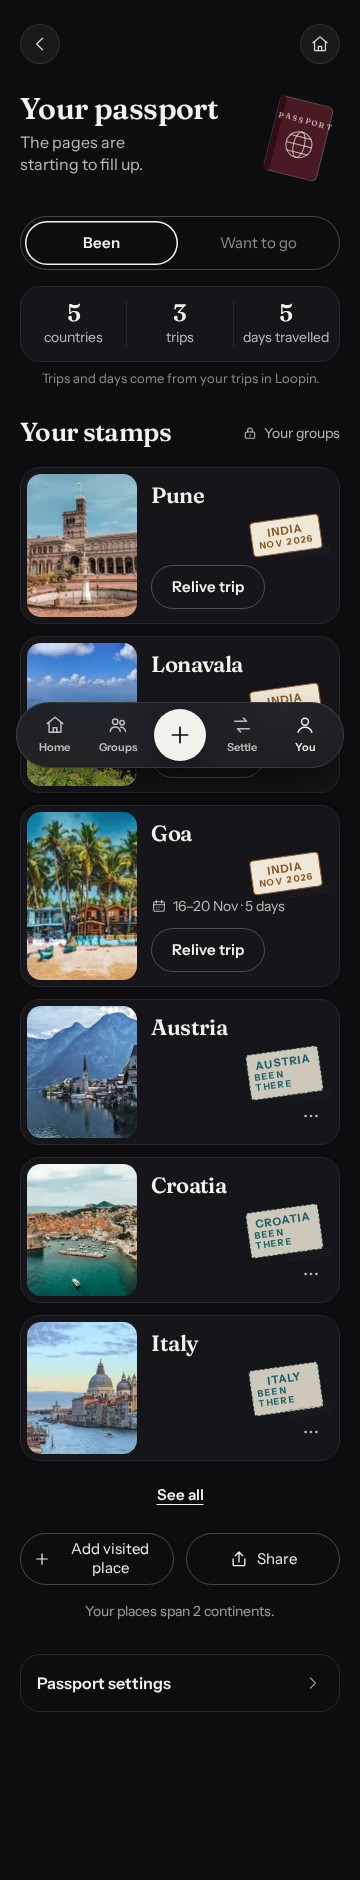 Your passport
The pages are
starting to fill up.
PASSPORT
Been
Want to go
5
countries
3
trips
5
days travelled
Trips and days come from your trips in Loopin.
Your stamps
Your groups
Pune
INDIA
NOV 2026
Relive trip
Lonavala
INDIA
Home
Groups
Settle
You
Goa
INDIA
NOV 2026
16–20 Nov · 5 days
Relive trip
Austria
AUSTRIA
BEEN
THERE
Croatia
CROATIA
BEEN
THERE
Italy
ITALY
BEEN
THERE
See all
Add visited
place
Share
Your places span 2 continents.
Passport settings